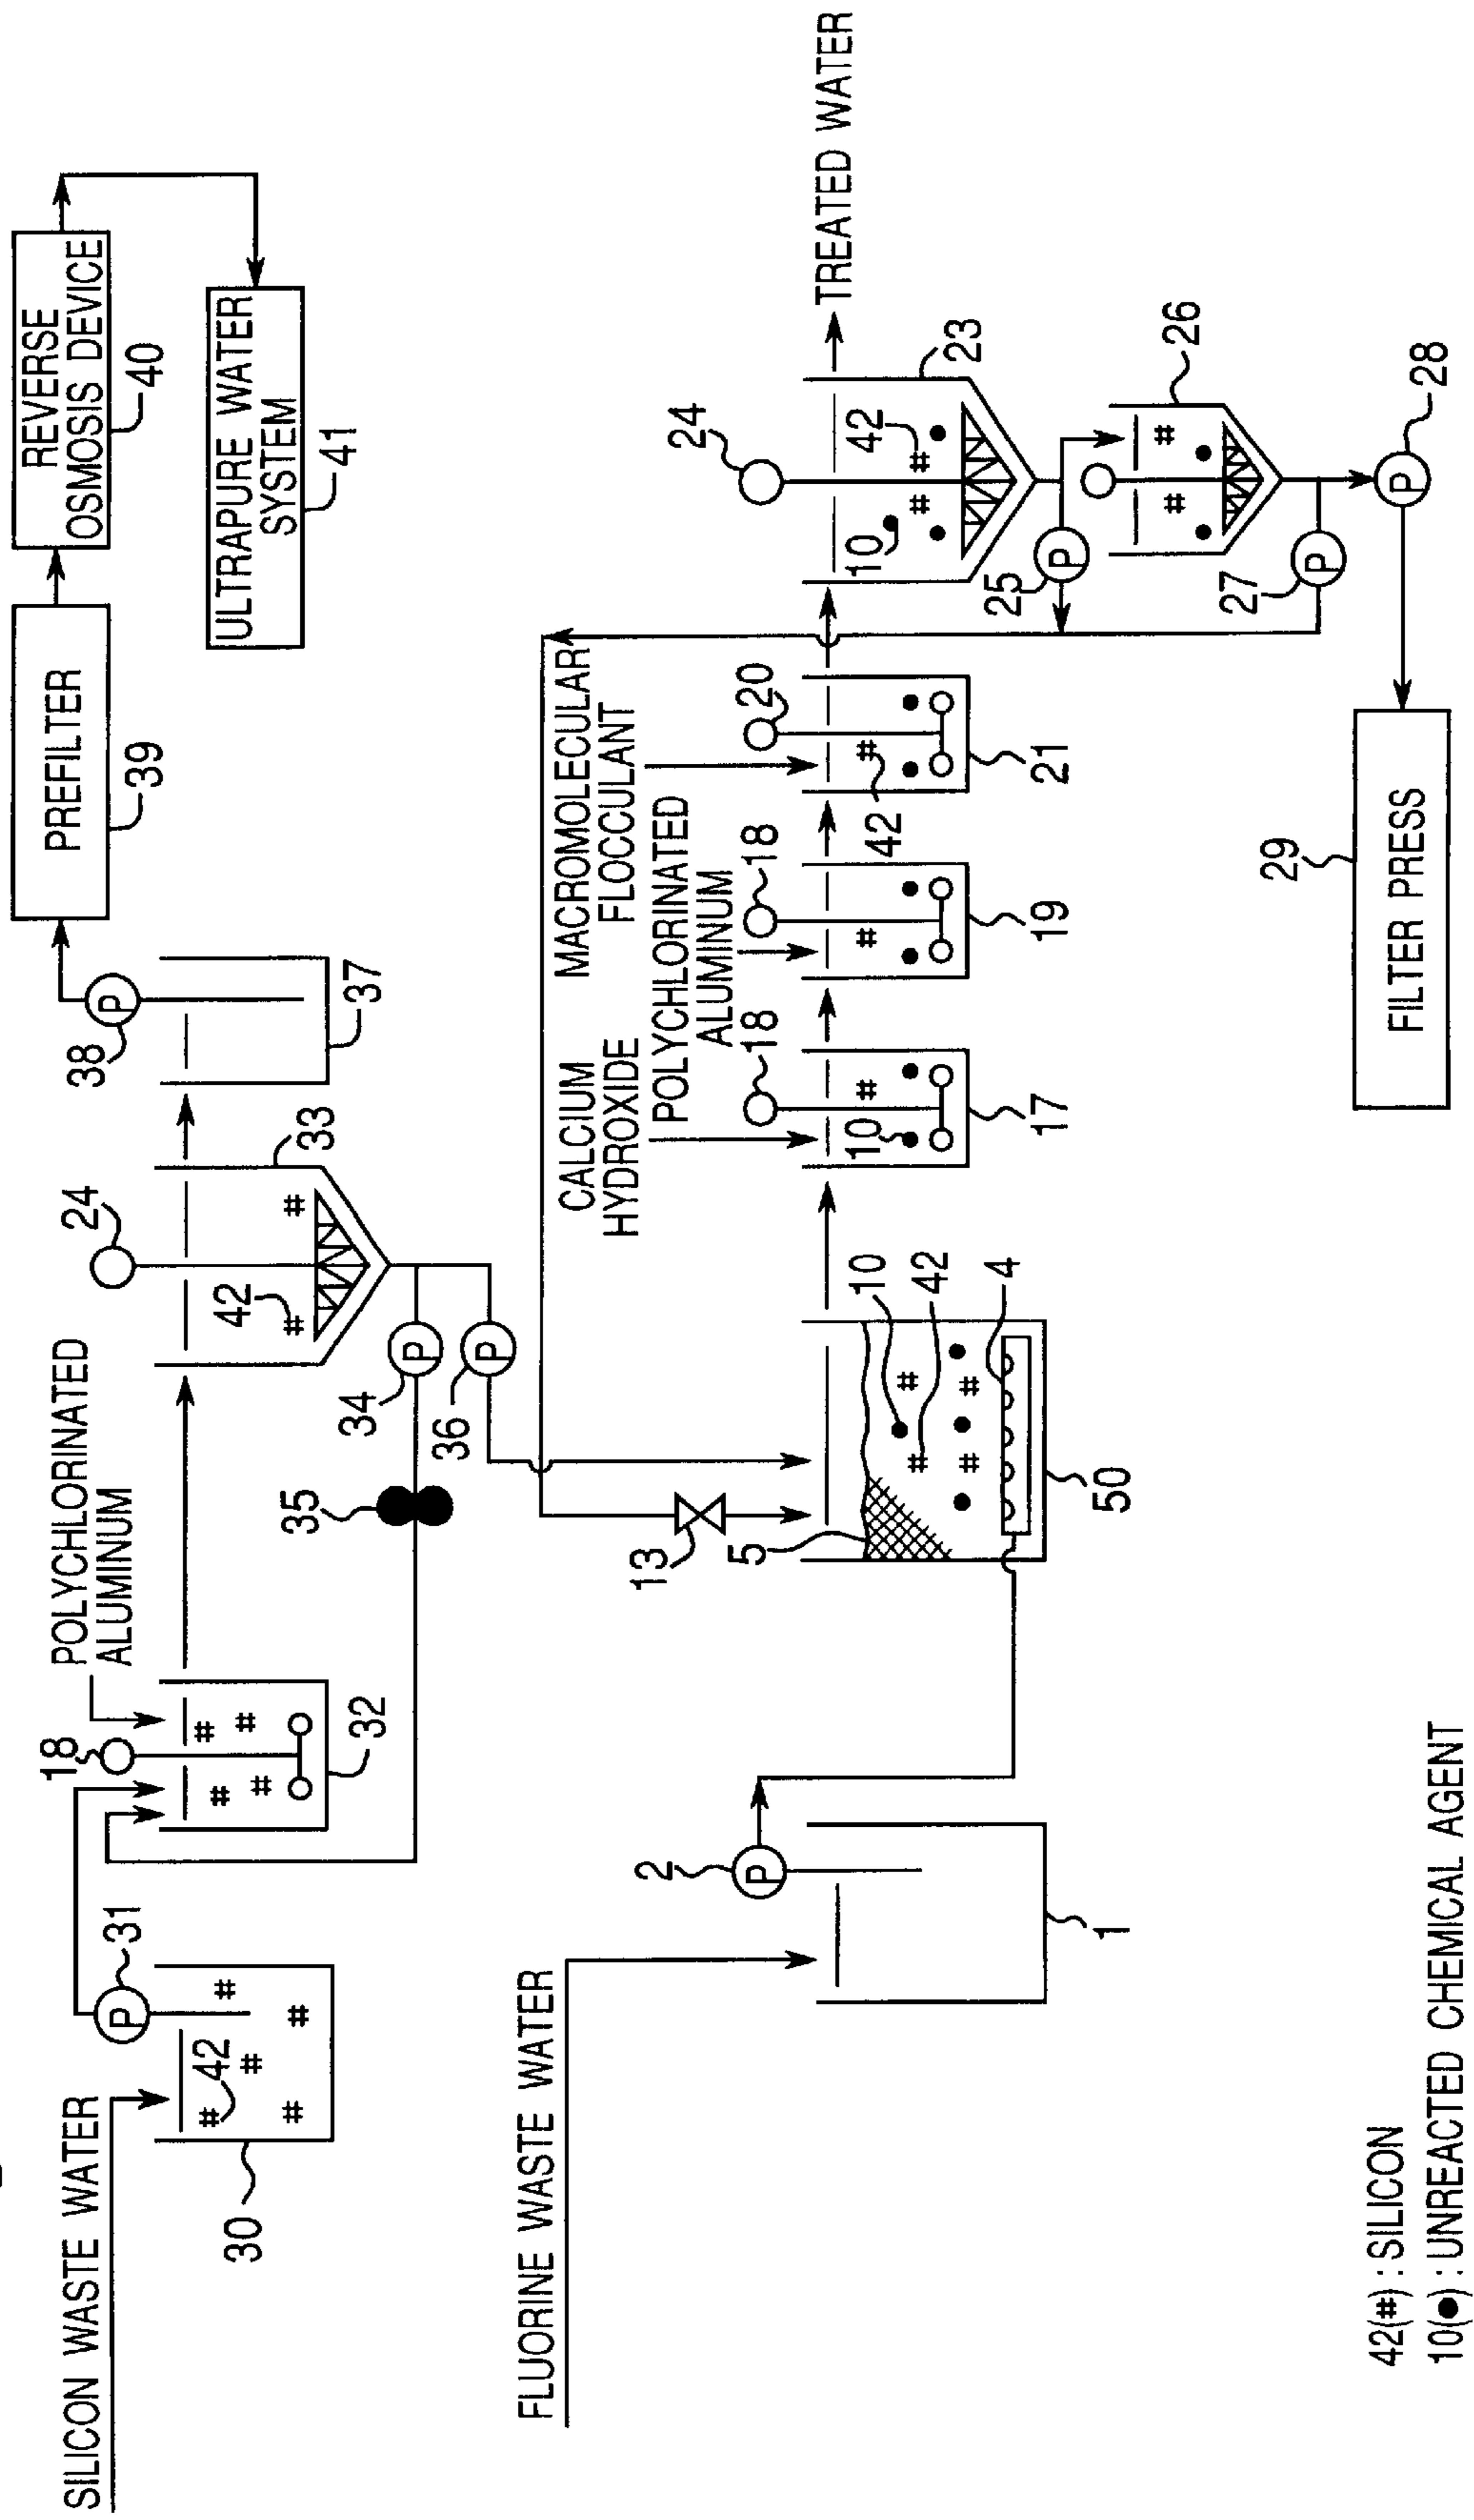 SILICON WASTE WATER
30
42
31
18
POLYCHLORINATED
ALUMINUM
32
35
34
36
24
42
33
38
37
PREFILTER
39
REVERSE
OSMOSIS DEVICE
40
ULTRAPURE WATER
SYSTEM
41
FLUORINE WASTE WATER
2
P
1
13
5
10
42
4
50
CALCIUM
HYDROXIDE
POLYCHLORINATED
ALUMINUM
MACROMOLECULAR
FLOCCULANT
18
10
17
18
19
20
42
21
24
10
42
23
TREATED WATER
25
26
27
28
29
FILTER PRESS
P
P
P
P
P
P
P
42(#) : SILICON
10(●) : UNREACTED CHEMICAL AGENT